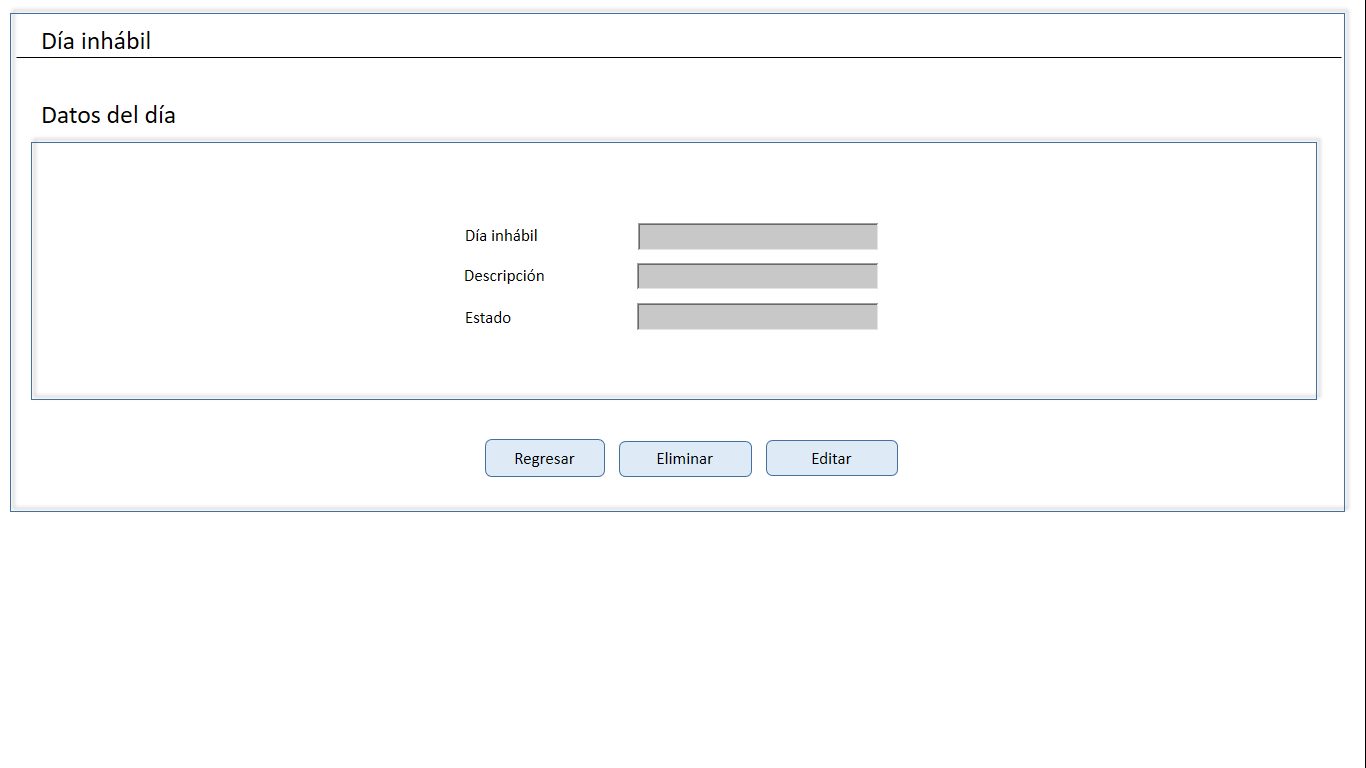 Día inhábil
Datos del día
Día inhábil
Descripción
Estado
Regresar Eliminar Editar